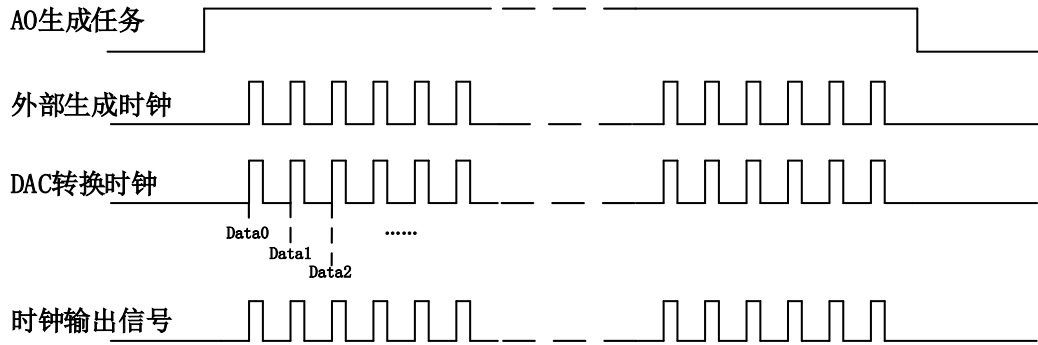 AO生成任务
外部生成时钟
DAC转换时钟
Data0
……
Data1
Data2
时钟输出信号